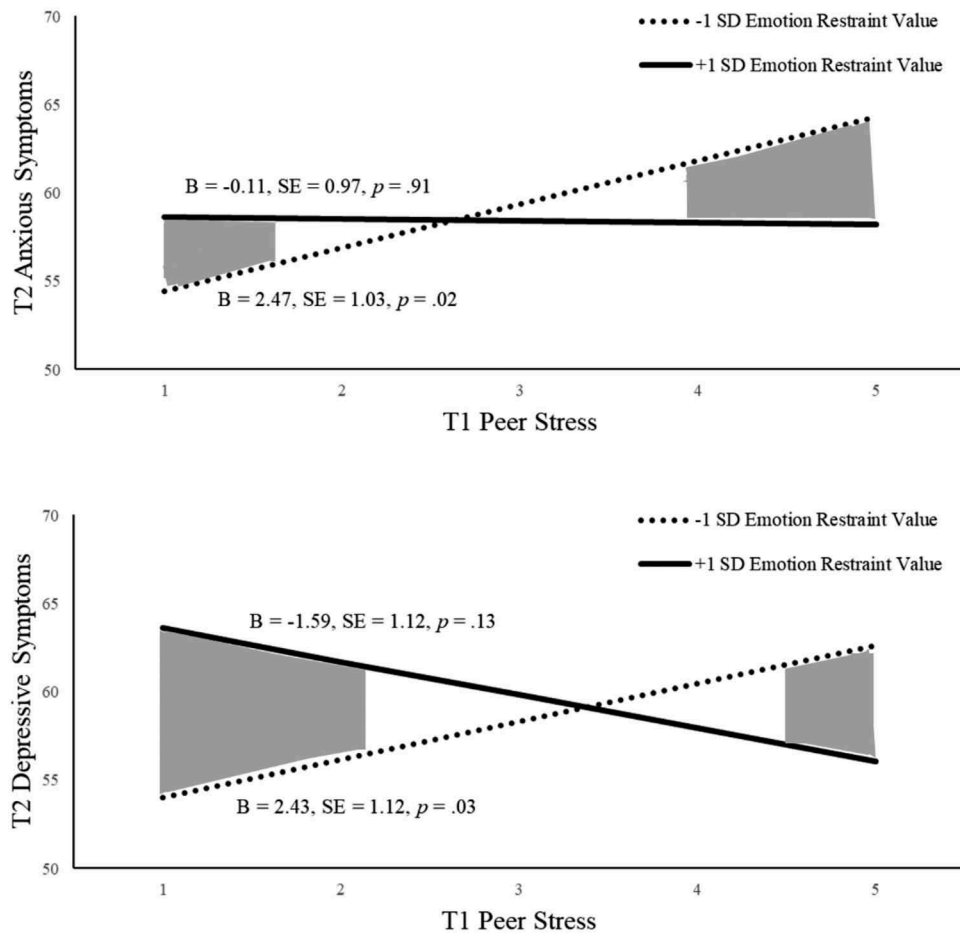 70
-1 SD Emotion Restraint Value
+1 SD Emotion Restraint Value
65
T2 Anxious Symptoms
B = -0.11, SE = 0.97, p = .91
60
55
B = 2.47, SE = 1.03, p = .02
50
1 2 3 4 5
T1 Peer Stress
70
-1 SD Emotion Restraint Value
+1 SD Emotion Restraint Value
65
T2 Depressive Symptoms
B = -1.59, SE = 1.12, p = .13
60
55
B = 2.43, SE = 1.12, p = .03
50
1 2 3 4 5
T1 Peer Stress